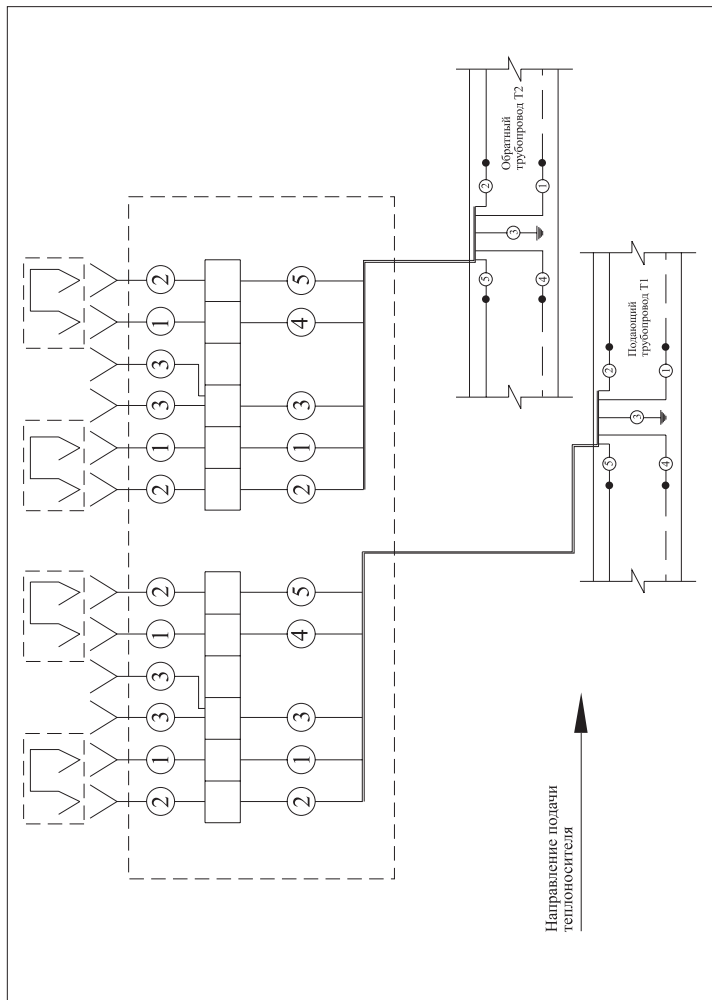 2 1 3 3 1 2 2 1 3 3 1 2
2 1 3 4 5 2 1 3 4 5
5 2
3
Обратный
трубопровод Т2
4 1
Направление подачи
теплоносителя
5 2
3
Подающий
трубопровод Т1
4 1